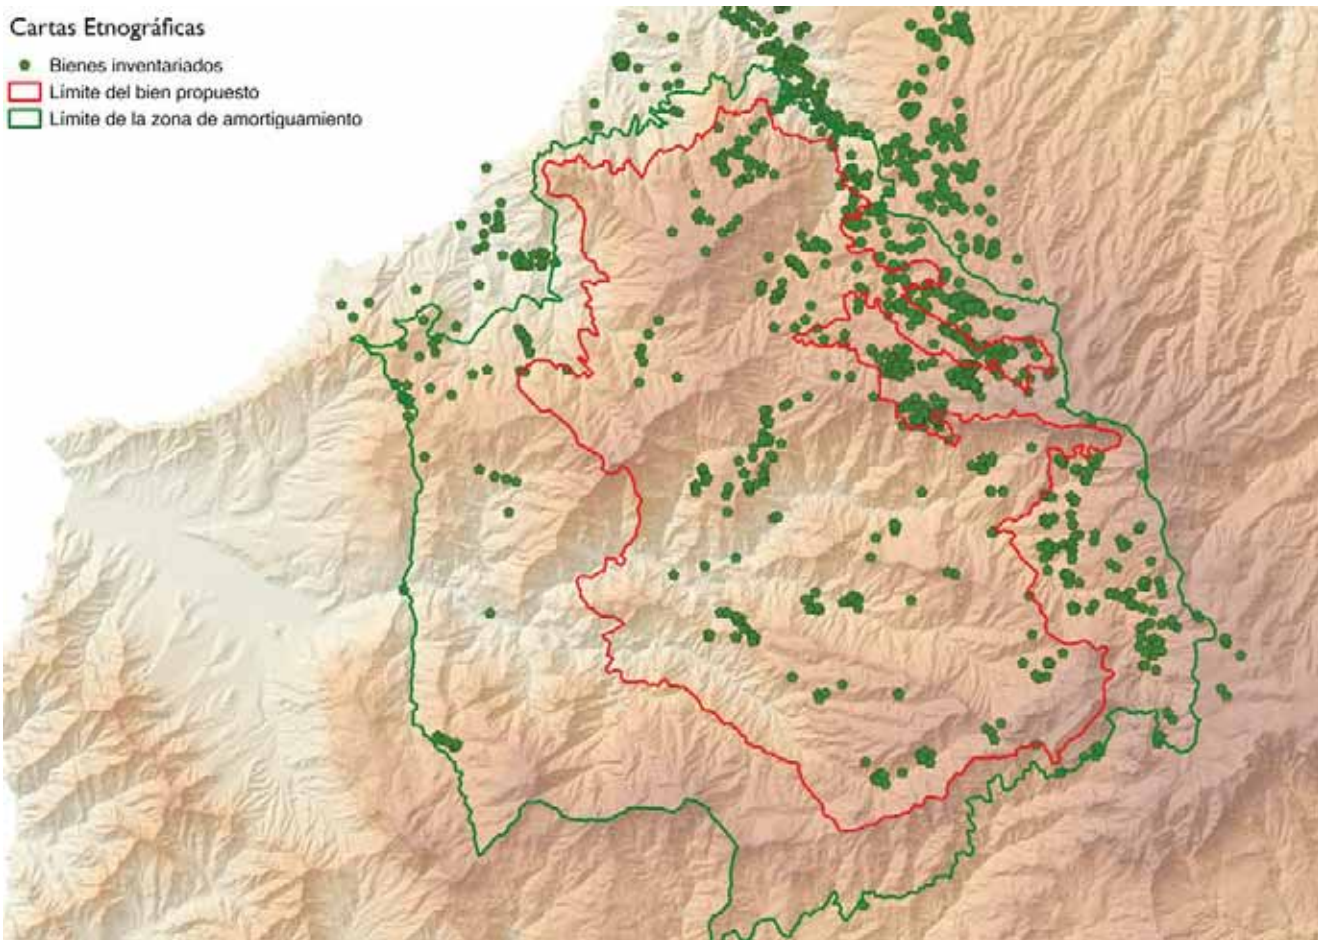 Cartas Etnográficas
Bienes inventariados
Límite del bien propuesto
Límite de la zona de amortiguamiento